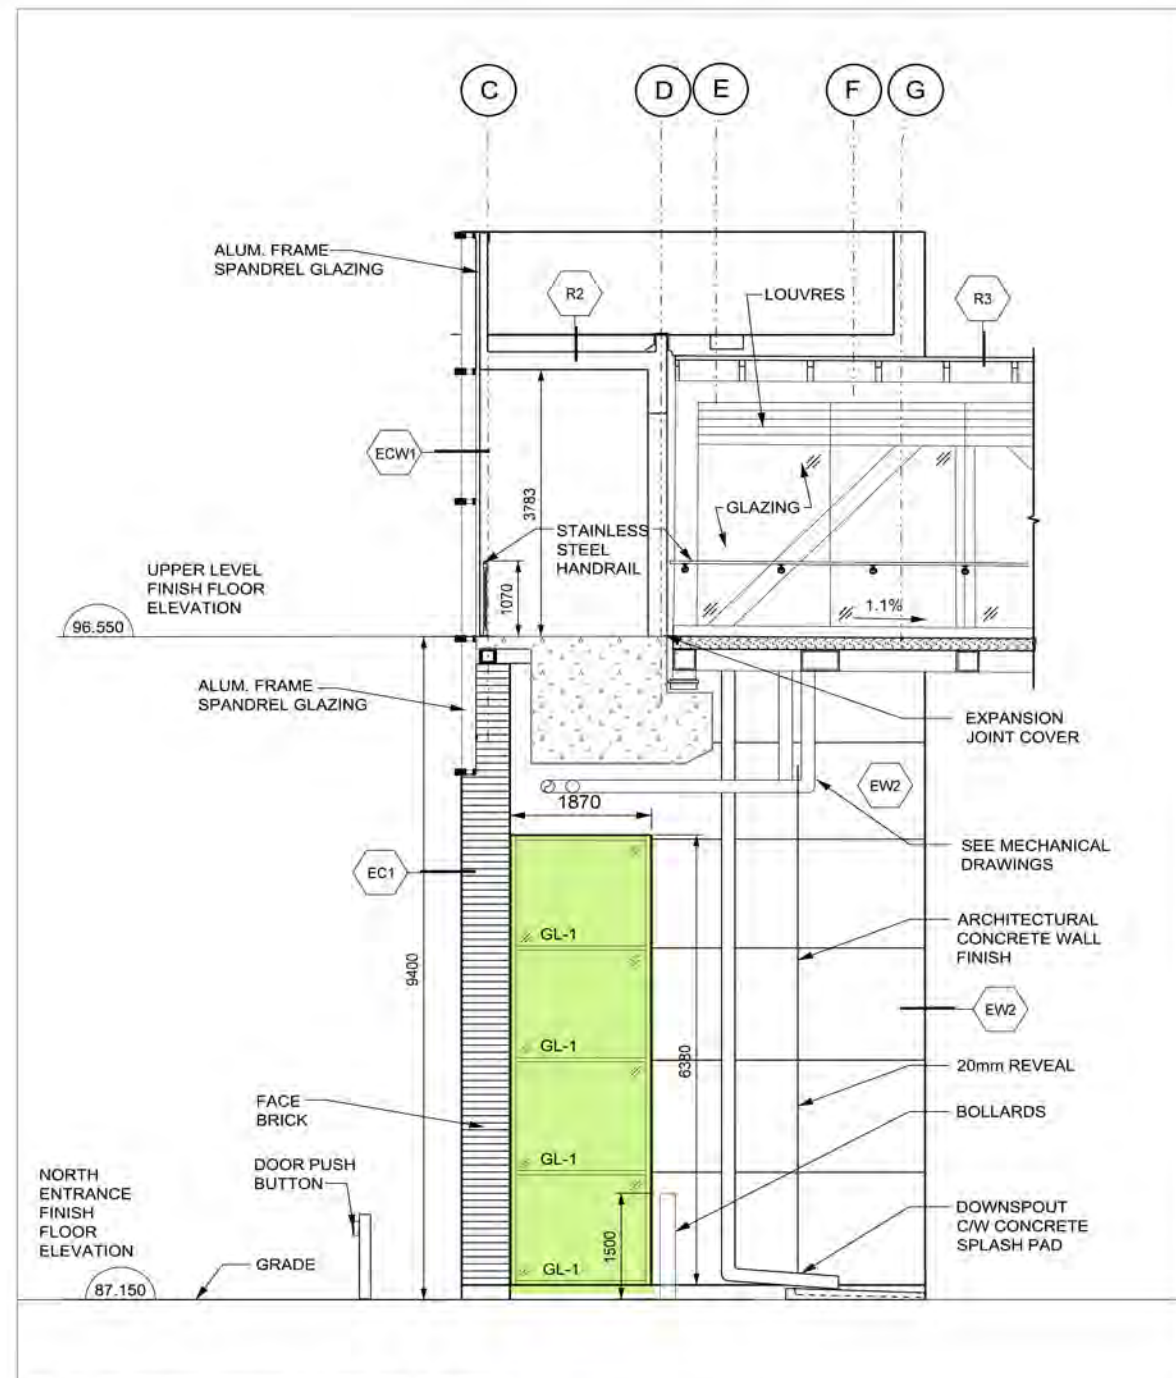 C
D
E
F
G
ALUM. FRAME
SPANDREL GLAZING
R2
LOUVRES
R3
ECW1
3783
GLAZING
STAINLESS
STEEL
HANDRAIL
1070
UPPER LEVEL
FINISH FLOOR
ELEVATION
96.550
1.1%
ALUM. FRAME
SPANDREL GLAZING
EXPANSION
JOINT COVER
EW2
1870
SEE MECHANICAL
DRAWINGS
EC1
GL-1
ARCHITECTURAL
CONCRETE WALL
FINISH
9400
6380
EW2
GL-1
20mm REVEAL
FACE
BRICK
BOLLARDS
GL-1
DOOR PUSH
BUTTON
NORTH
ENTRANCE
FINISH
FLOOR
ELEVATION
1500
DOWNSPOUT
C/W CONCRETE
SPLASH PAD
GL-1
GRADE
87.150